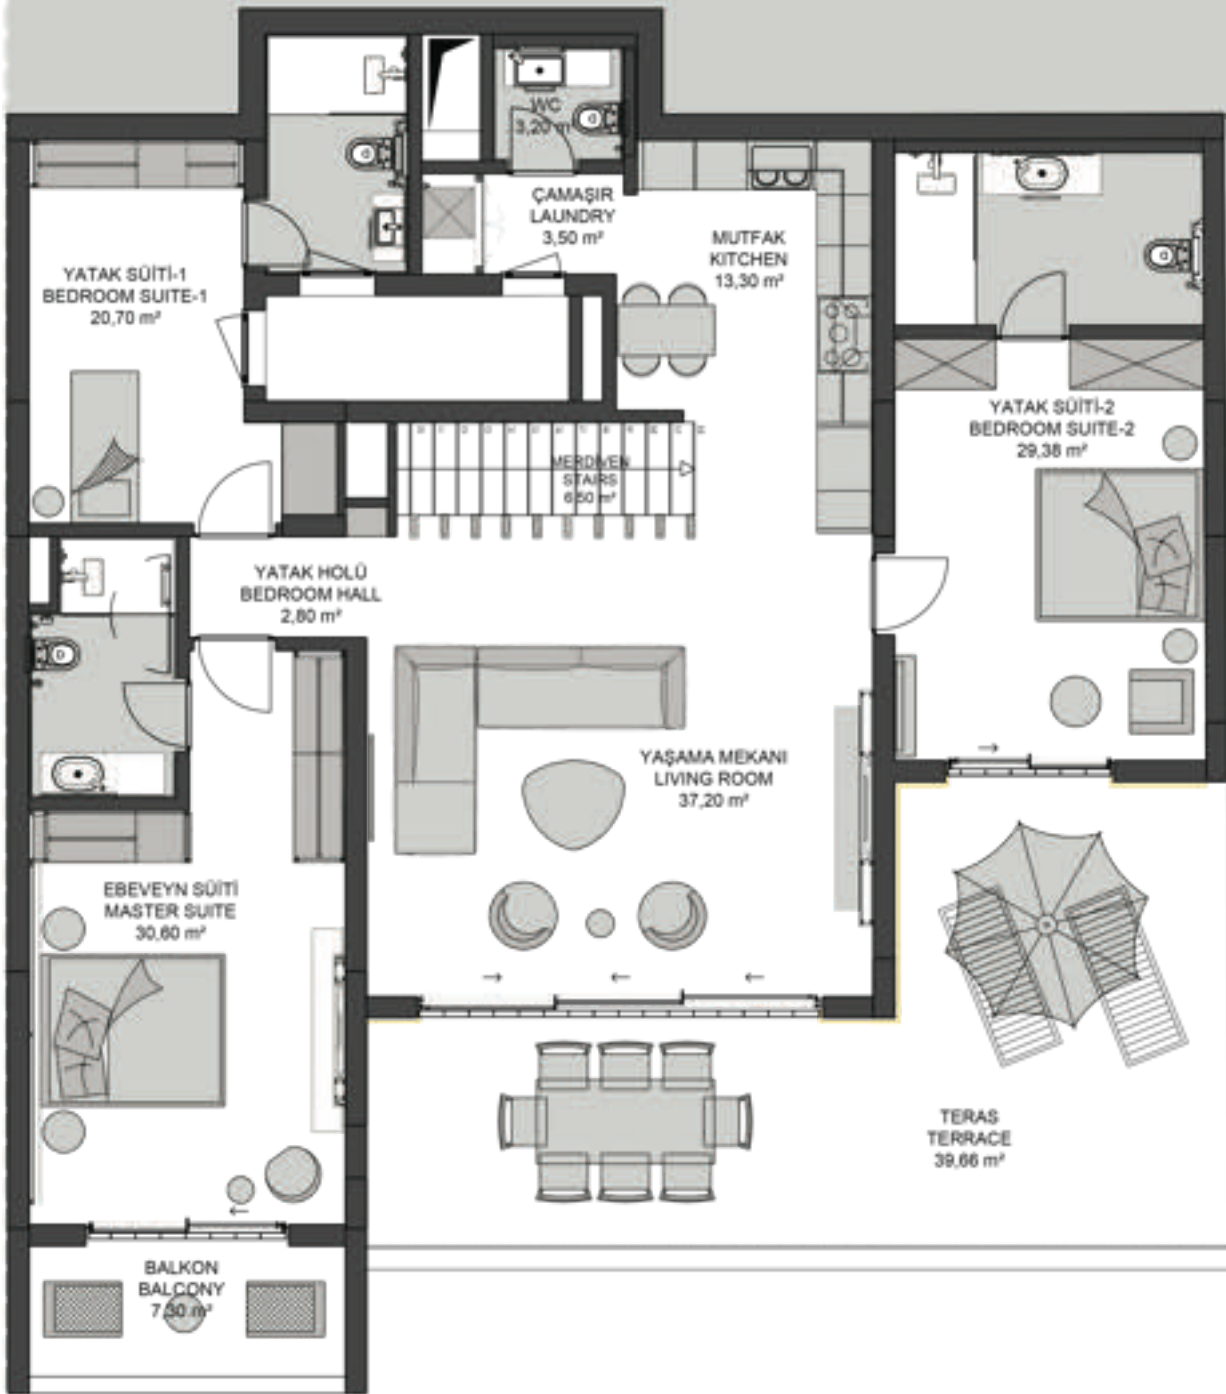 WC
3,20 m²
ÇAMAŞIR
LAUNDRY
3,50 m²
MUTFAK
KITCHEN
13,30 m²
YATAK SÜİTİ-1
BEDROOM SUITE-1
20,70 m²
YATAK SÜİTİ-2
BEDROOM SUITE-2
29,38 m²
MERDİVEN
STAIRS
6,50 m²
YATAK HOLÜ
BEDROOM HALL
2,80 m²
YAŞAMA MEKANI
LIVING ROOM
37,20 m²
EBEVEYN SÜİTİ
MASTER SUITE
30,60 m²
TERAS
TERRACE
39,66 m²
BALKON
BALCONY
7,30 m²